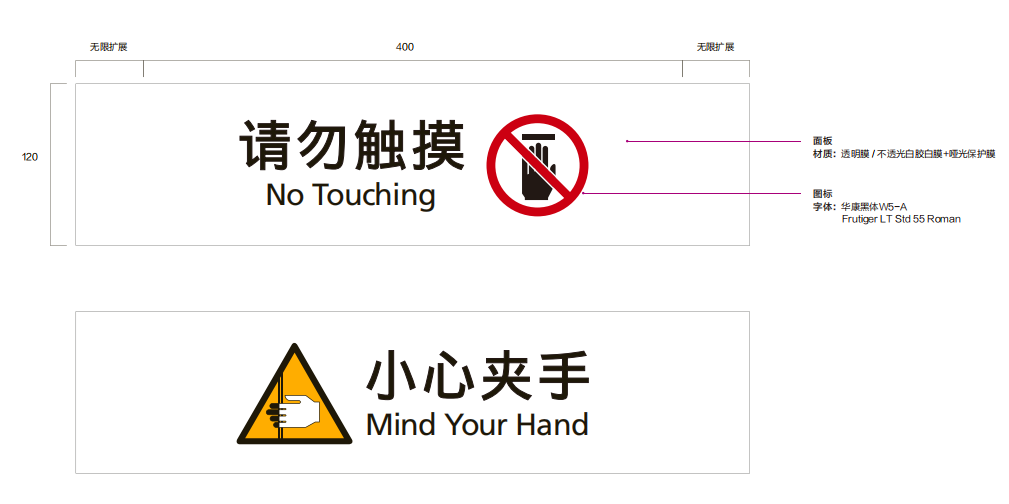 无限扩展 400 无限扩展
120
请勿触摸
No Touching
面板
材质：透明膜 / 不透光白胶白膜+哑光保护膜
图标
字体：华康黑体W5-A
Frutiger LT Std 55 Roman
小心夹手
Mind Your Hand